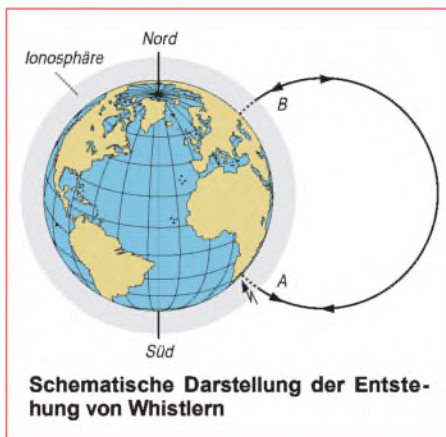 Nord
Ionosphäre
B
A
Süd
Schematische Darstellung der Entste-
hung von Whistlern